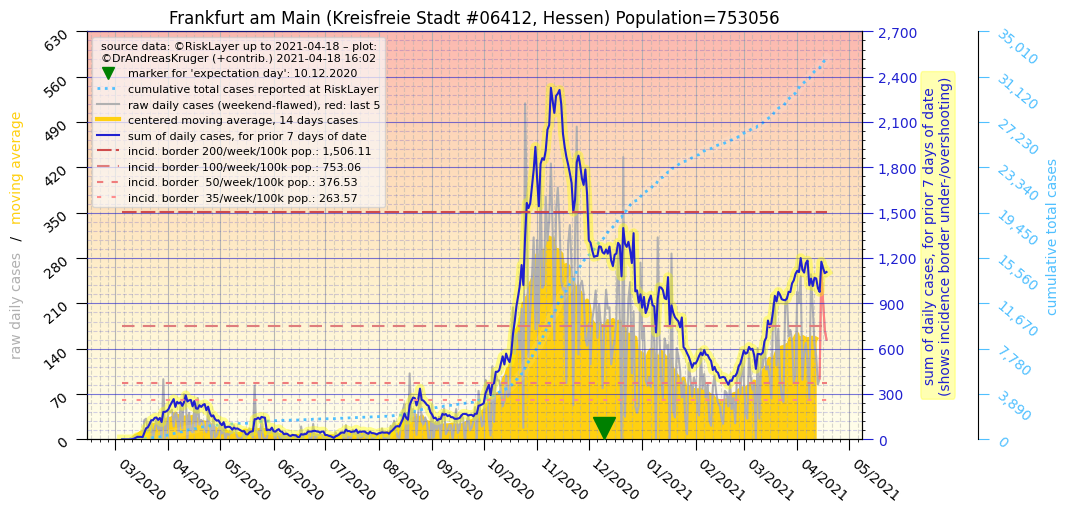 Frankfurt am Main (Kreisfreie Stadt #06412, Hessen) Population=753056
source data: ©RiskLayer up to 2021-04-18 – plot:
©DrAndreasKruger (+contrib.) 2021-04-18 16:02
marker for 'expectation day': 10.12.2020
cumulative total cases reported at RiskLayer
raw daily cases (weekend-flawed), red: last 5
centered moving average, 14 days cases
sum of daily cases, for prior 7 days of date
incid. border 200/week/100k pop.: 1,506.11
incid. border 100/week/100k pop.: 753.06
incid. border  50/week/100k pop.: 376.53
incid. border  35/week/100k pop.: 263.57
raw daily cases / moving average
630
560
490
420
350
280
210
140
70
0
03/2020
04/2020
05/2020
06/2020
07/2020
08/2020
09/2020
10/2020
11/2020
12/2020
01/2021
02/2021
03/2021
04/2021
05/2021
2,700
2,400
2,100
1,800
1,500
1,200
900
600
300
0
sum of daily cases, for prior 7 days of date
(shows incidence border under-/overshooting)
35,010
31,120
27,230
23,340
19,450
15,560
11,670
7,780
3,890
0
cumulative total cases